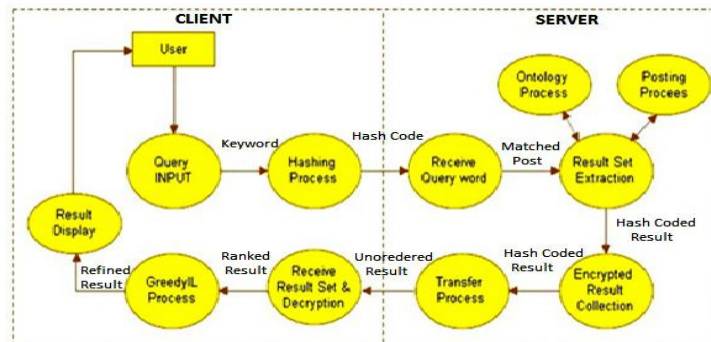 CLIENT
SERVER
User
Ontology
Process
Posting
Procees
Keyword
Hash Code
Matched
Post
Query
INPUT
Hashing
Process
Receive
Query word
Result Set
Extraction
Result
Display
Hash Coded
Result
Refined
Result
GreedyIL
Process
Ranked
Result
Receive
Result Set &
Decryption
Unoredered
Result
Transfer
Process
Hash Coded
Result
Encrypted
Result
Collection